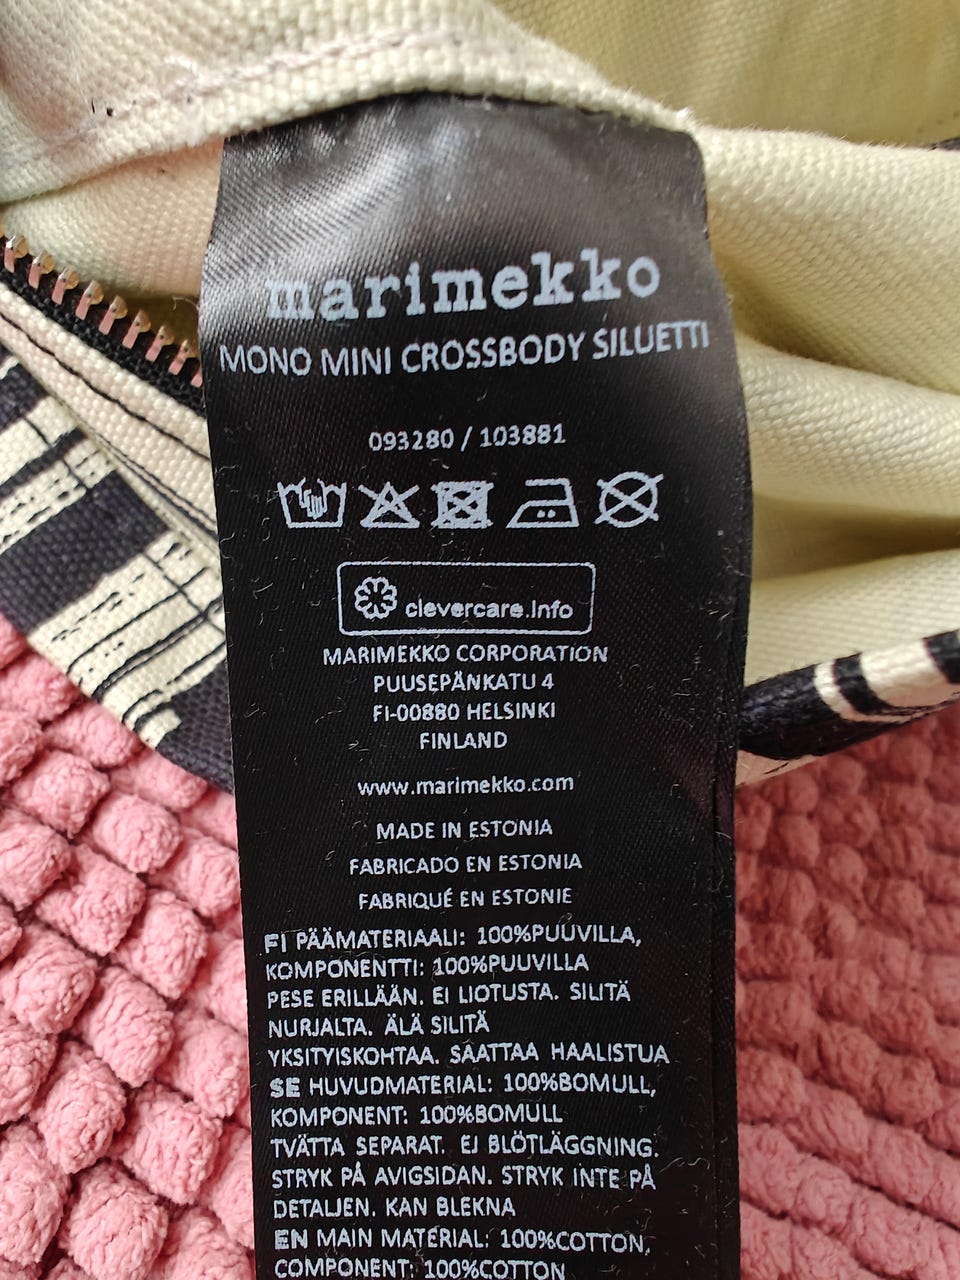 marimekko
MONO MINI CROSSBODY SILUETTI
093280 / 103881
clevercare.info
MARIMEKKO CORPORATION
PUUSEPÄNKATU 4
FI-00880 HELSINKI
FINLAND
www.marimekko.com
MADE IN ESTONIA
FABRICADO EN ESTONIA
FABRIQUÉ EN ESTONIE
FI PÄÄMATERIAALI: 100%PUUVILLA,
KOMPONENTTI: 100%PUUVILLA
PESE ERILLÄÄN. EI LIOTUSTA. SILITÄ
NURJALTA. ÄLÄ SILITÄ
YKSITYISKOHTAA. SAATTAA HAALISTUA
SE HUVUDMATERIAL: 100%BOMULL,
KOMPONENT: 100%BOMULL
TVÄTTA SEPARAT. EJ BLÖTLÄGGNING.
STRYK PÅ AVIGSIDAN. STRYK INTE PÅ
DETALJEN. KAN BLEKNA
EN MAIN MATERIAL: 100%COTTON,
COMPONENT: 100%COTTON